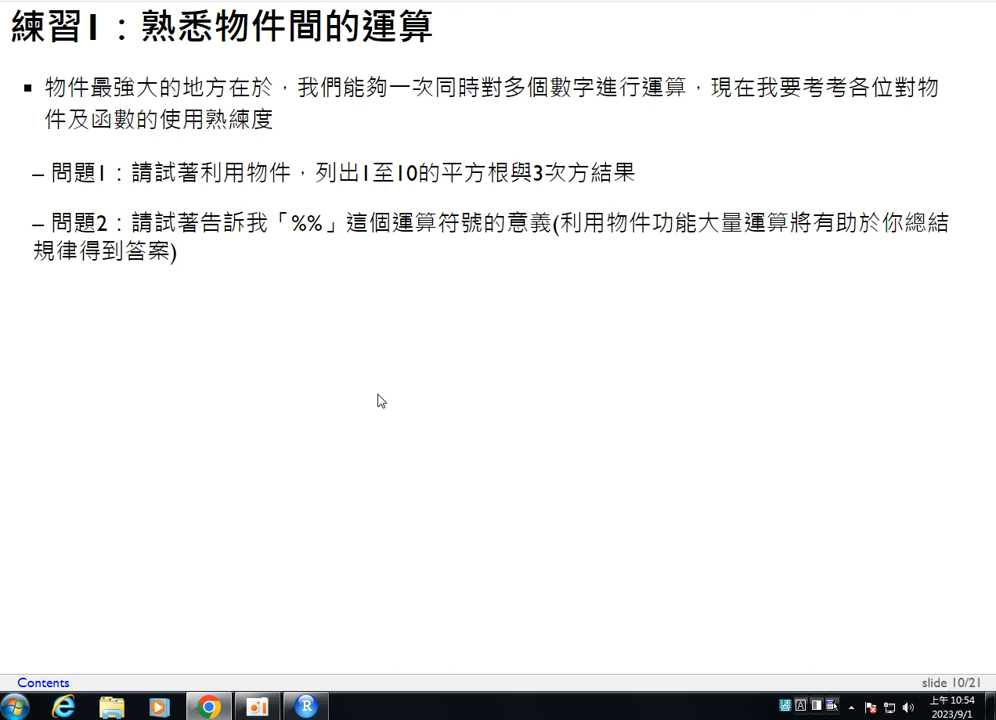 練習1：熟悉物件間的運算
▪ 物件最強大的地方在於，我們能夠一次同時對多個數字進行運算，現在我要考考各位對物
件及函數的使用熟練度
– 問題1：請試著利用物件，列出1至10的平方根與3次方結果
– 問題2：請試著告訴我「%%」這個運算符號的意義(利用物件功能大量運算將有助於你總結
規律得到答案)
Contents
slide 10/21
上午 10:54
2023/9/1